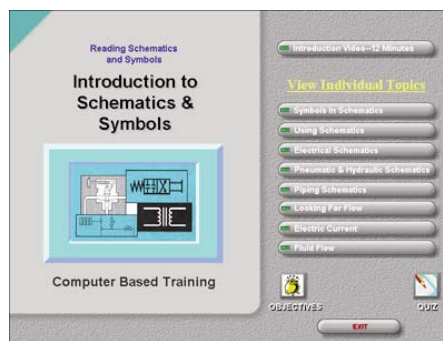 Reading Schematics
and Symbols
Introduction to
Schematics &
Symbols
Computer Based Training
Introduction Video--12 Minutes
View Individual Topics
Symbols In Schematics
Using Schematics
Electrical Schematics
Pneumatic & Hydraulic Schematics
Piping Schematics
Looking For Flow
Electric Current
Fluid Flow
OBJECTIVES
QUIZ
EXIT